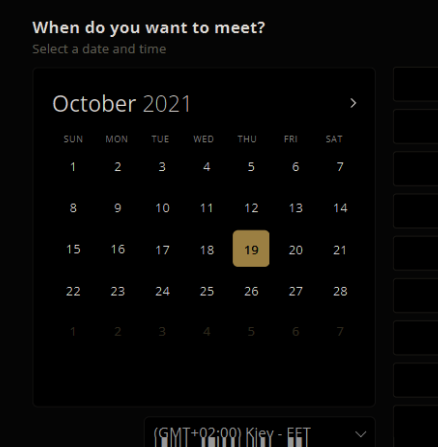 When do you want to meet?
Select a date and time
October 2021
SUN MON TUE WED THU FRI SAT
1 2 3 4 5 6 7
8 9 10 11 12 13 14
15 16 17 18 19 20 21
22 23 24 25 26 27 28
1 2 3 4 5 6 7
(GMT+02:00) Kiev - EET